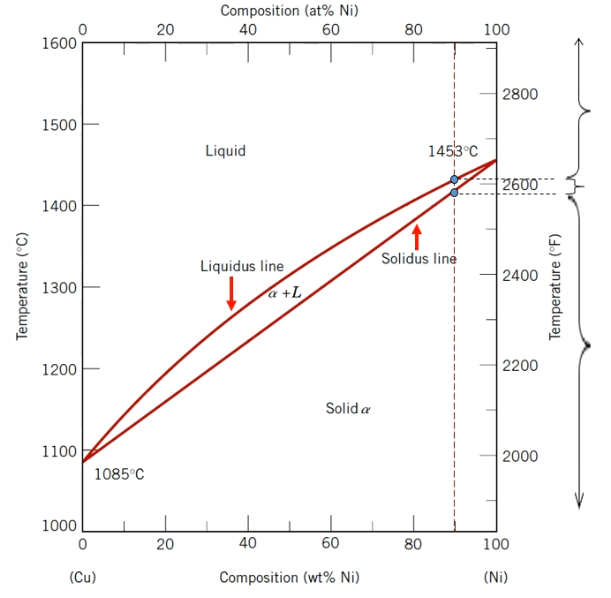 Composition (at% Ni)
0 20 40 60 80 100
1600
2800
1500
Liquid
1453°C
2600
1400
Liquidus line
Solidus line
2400
1300
α +L
1200
2200
Solid α
1100
2000
1085°C
1000
0 20 40 60 80 100
(Cu) Composition (wt% Ni) (Ni)
Temperature (°C)
Temperature (°F)